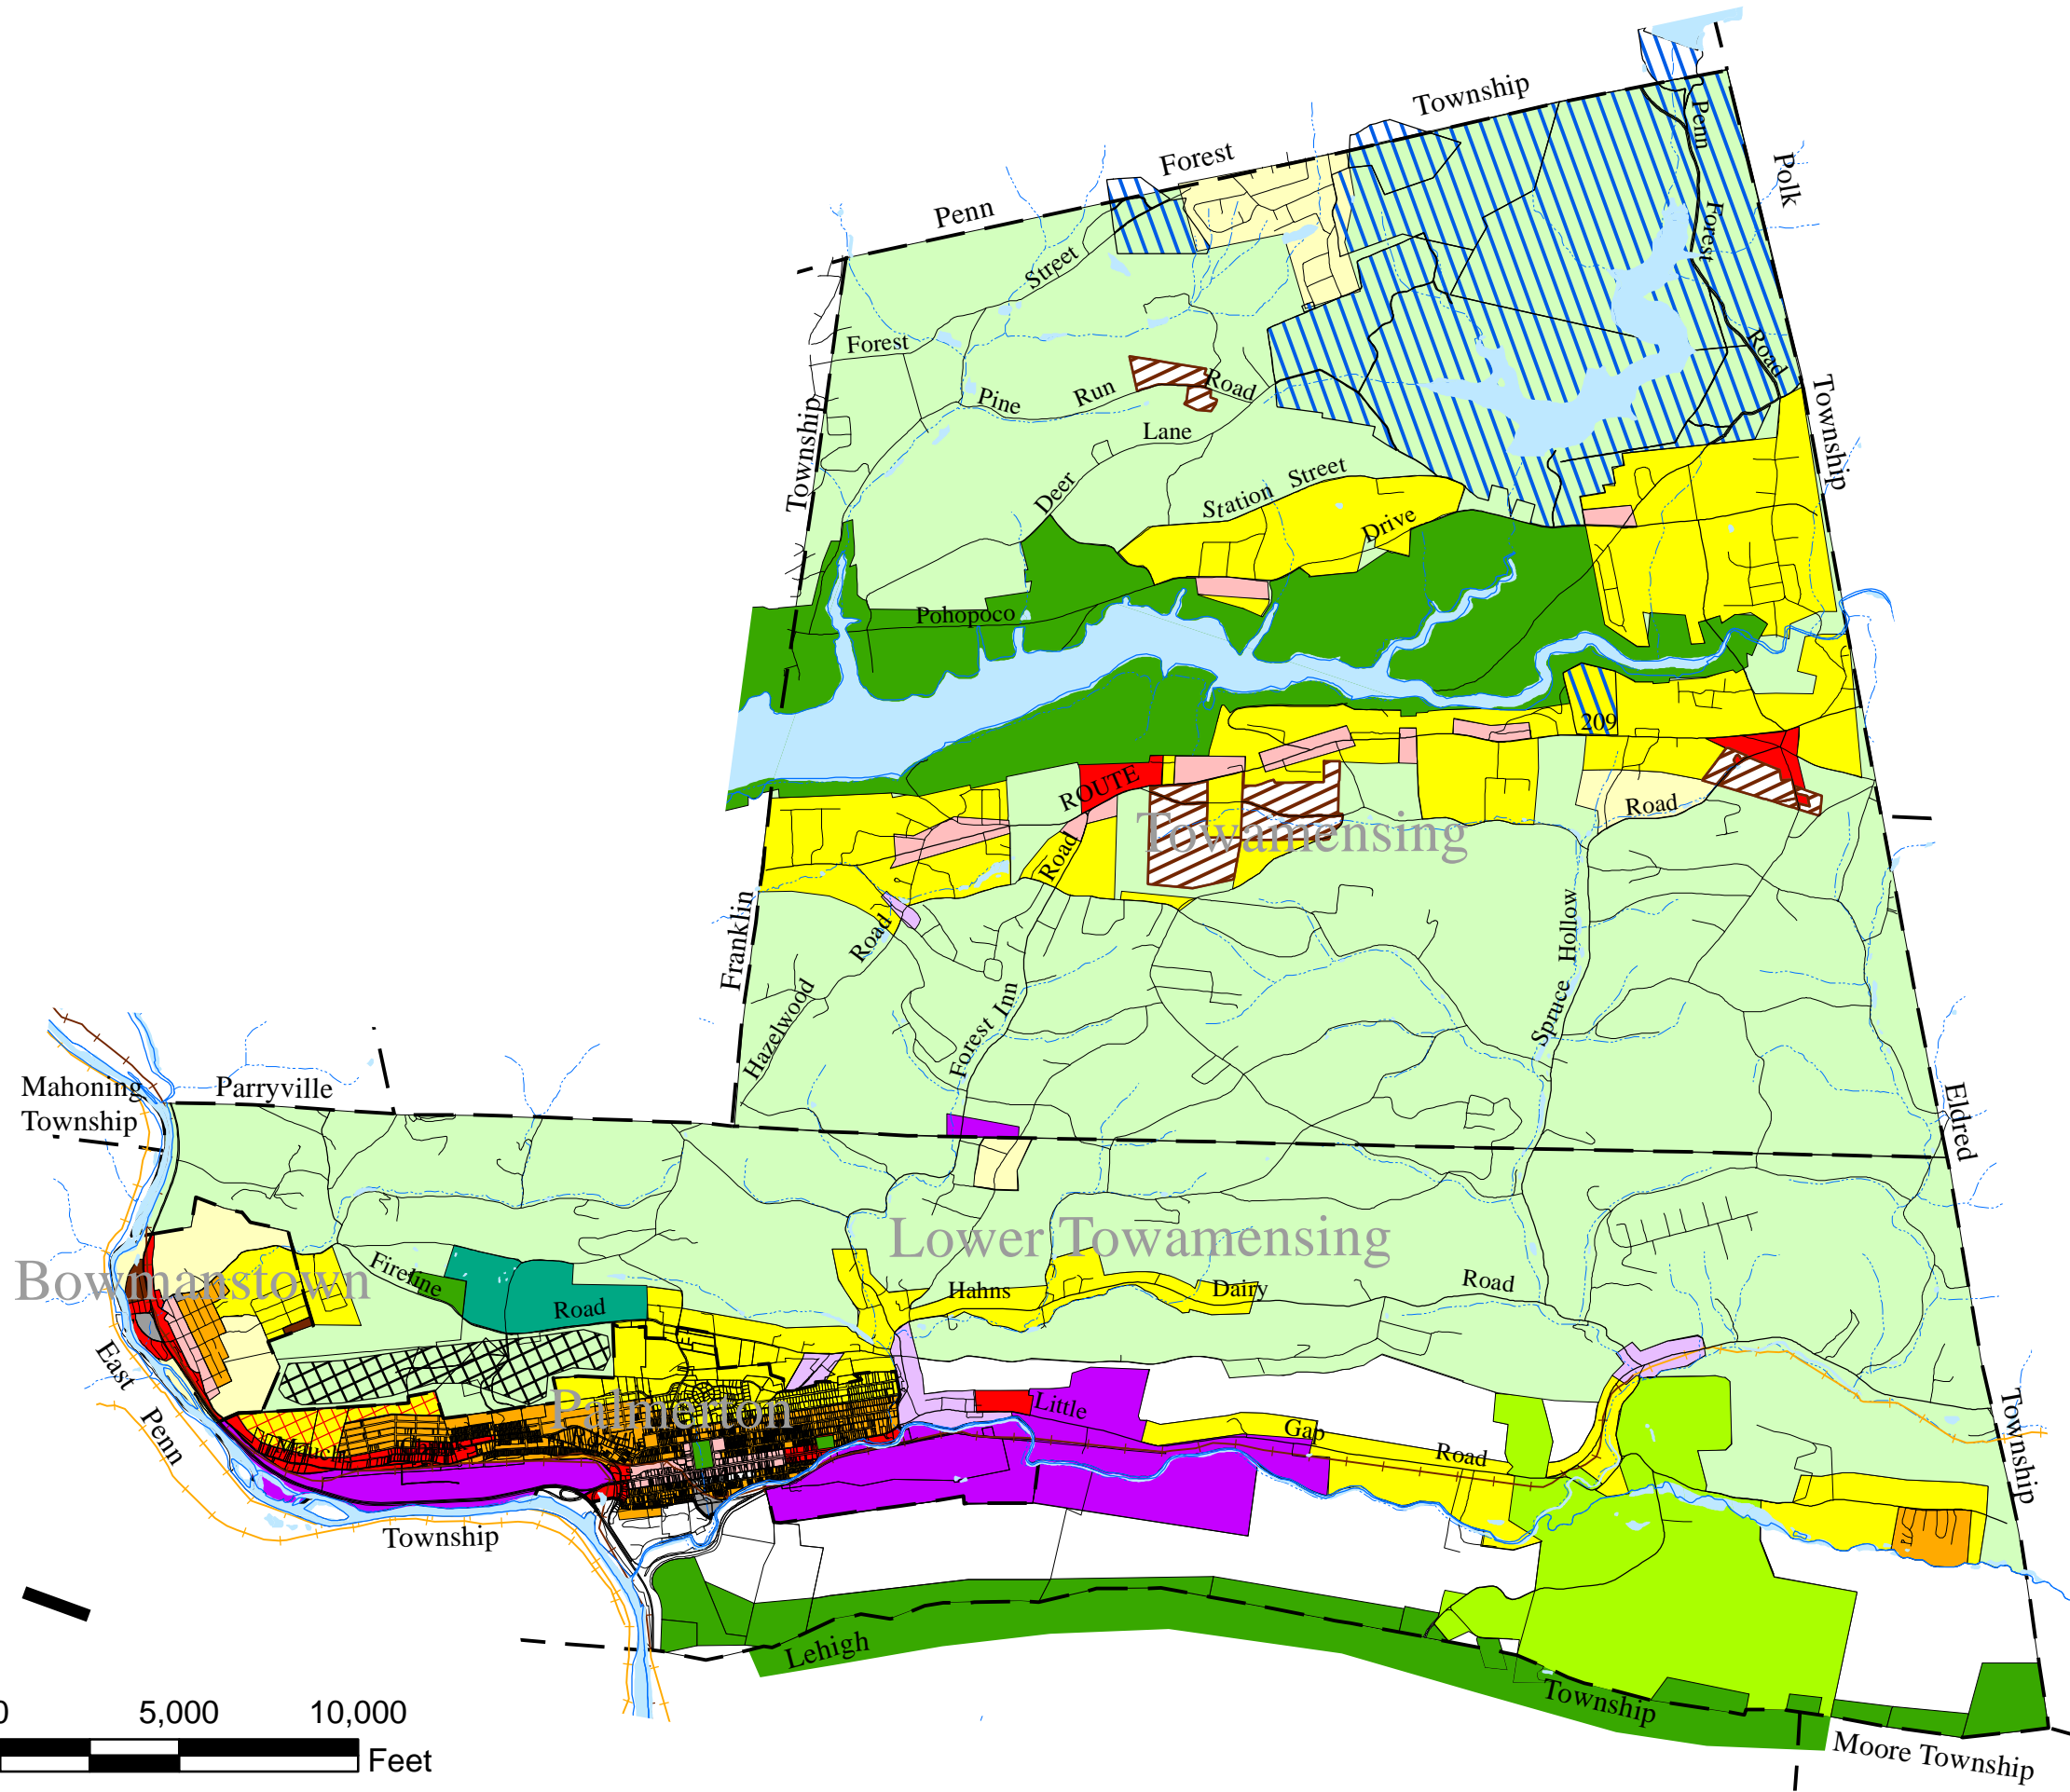 Township
Forest
Penn
Penn
Polk
Forest
Street
Forest
Road
Pine Run Road
Lane
Deer
Township
Township
Station Street
Drive
Pohopoco
209
ROUTE
Road
Towamensing
Road
Road
Franklin
Hollow
Spruce
Hazelwood
Forest Inn
Mahoning
Township
Parryville
Eldred
Lower Towamensing
Bowmanstown
Fireline
Road
Hahns
Dairy
Road
East
Penn
Palmerton
Little
Gap
Road
Mauch
Township
Township
Lehigh
Township
Moore Township
0 5,000 10,000
Feet